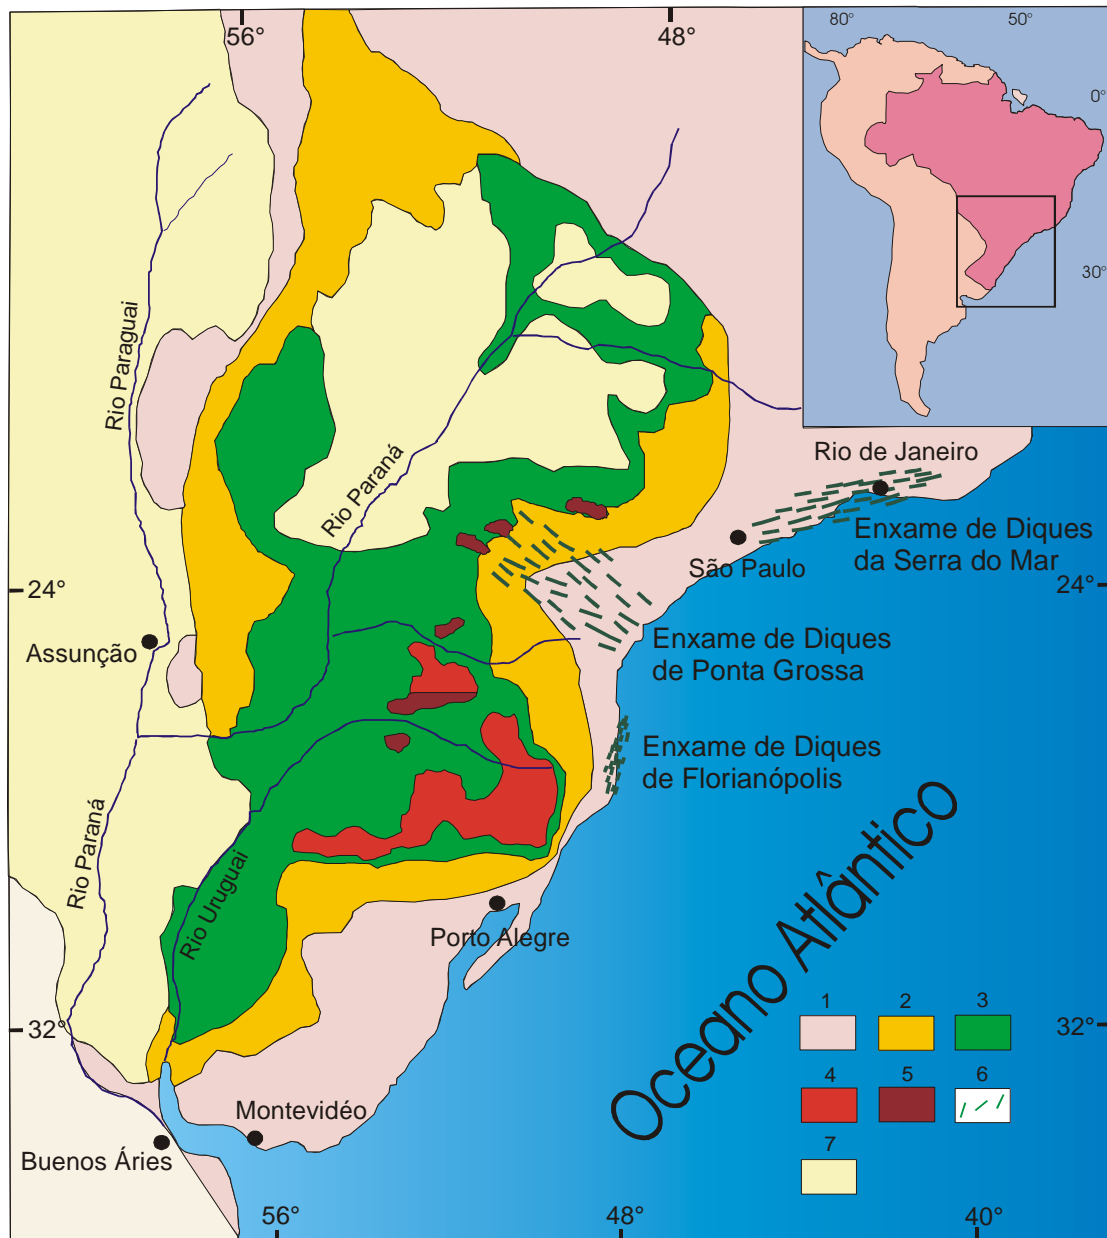 56°
48°
80°
50°
0°
30°
Rio Paraguai
Rio Paraná
Rio de Janeiro
Enxame de Diques
da Serra do Mar
São Paulo
24°
24°
Assunção
Enxame de Diques
de Ponta Grossa
Enxame de Diques
de Florianópolis
Rio Paraná
Rio Uruguai
Oceano Atlântico
Porto Alegre
32°
32°
1
2
3
4
5
6
7
Montevidéo
Buenos Áries
56°
48°
40°